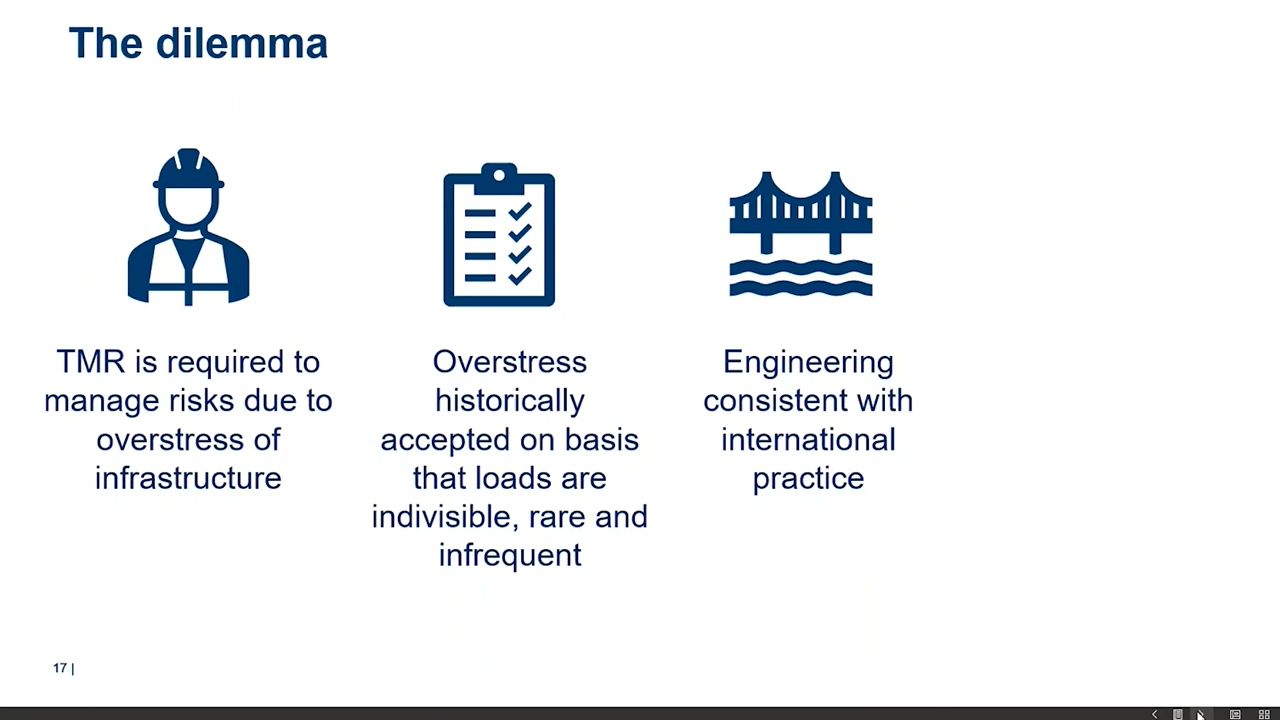 The dilemma
TMR is required to
manage risks due to
overstress of
infrastructure
Overstress
historically
accepted on basis
that loads are
indivisible, rare and
infrequent
Engineering
consistent with
international
practice
17 |